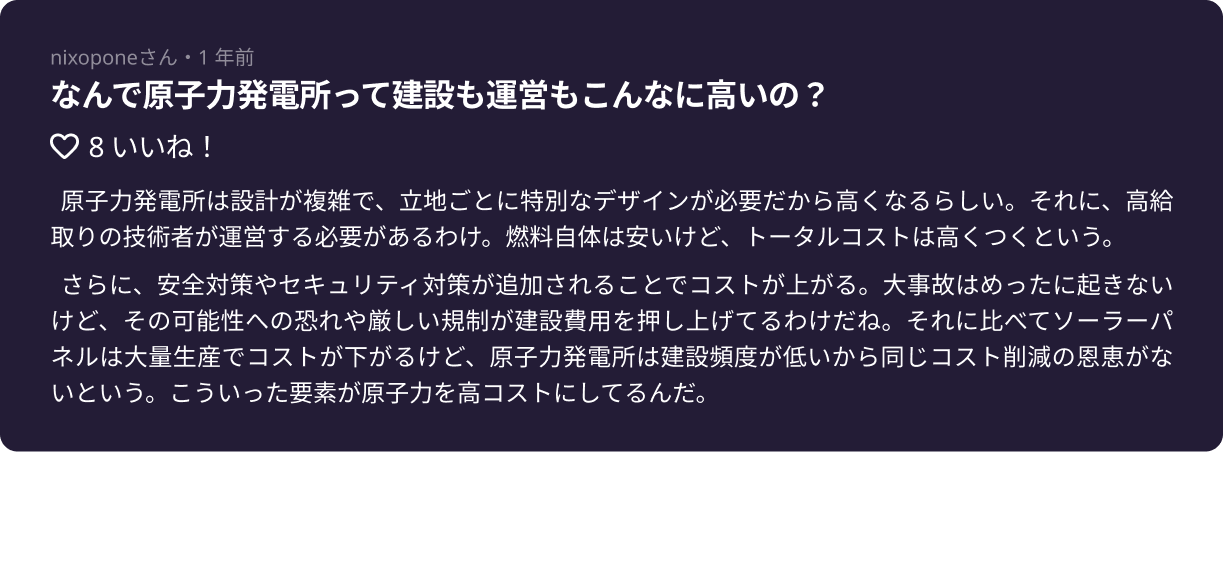 nixoponeさん・1 年前
なんで原子力発電所って建設も運営もこんなに高いの？
8 いいね！
原子力発電所は設計が複雑で、立地ごとに特別なデザインが必要だから高くなるらしい。それに、高給
取りの技術者が運営する必要があるわけ。燃料自体は安いけど、トータルコストは高くつくという。
さらに、安全対策やセキュリティ対策が追加されることでコストが上がる。大事故はめったに起きない
けど、その可能性への恐れや厳しい規制が建設費用を押し上げてるわけだね。それに比べてソーラーパ
ネルは大量生産でコストが下がるけど、原子力発電所は建設頻度が低いから同じコスト削減の恩恵がな
いという。こういった要素が原子力を高コストにしてるんだ。